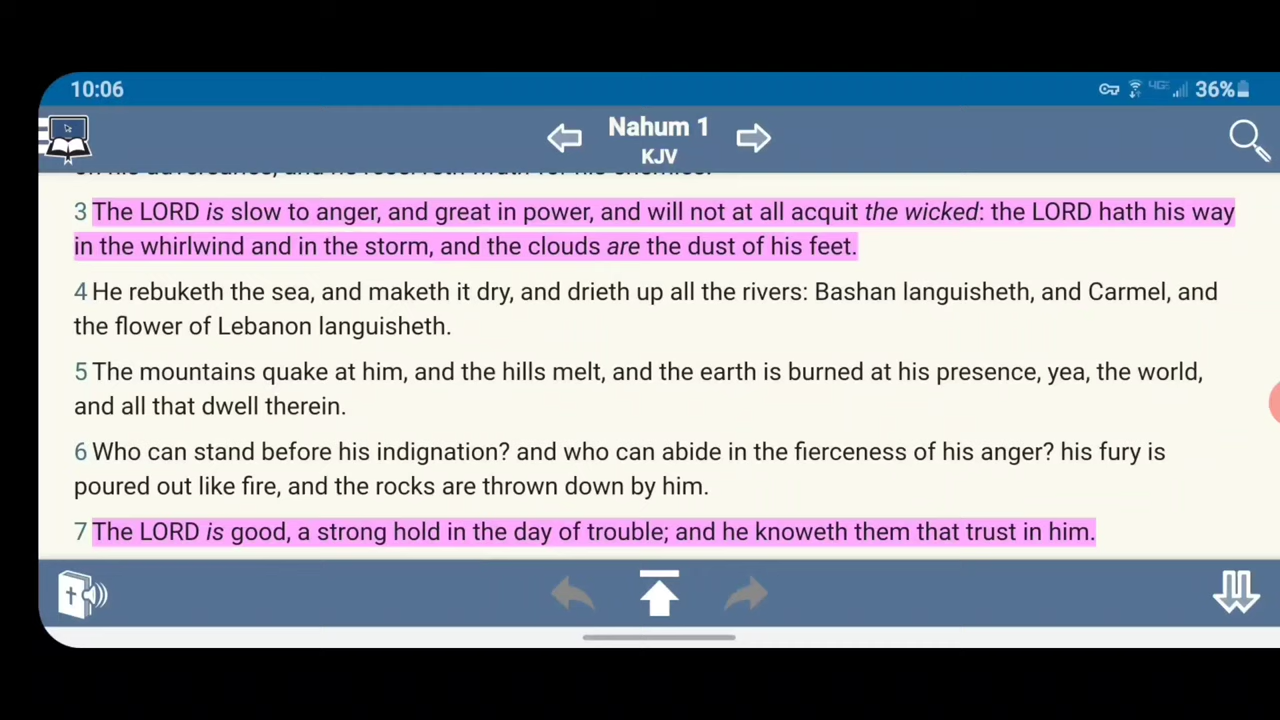 10:06
4G
36%
Nahum 1
KJV
3 The LORD is slow to anger, and great in power, and will not at all acquit the wicked: the LORD hath his way
in the whirlwind and in the storm, and the clouds are the dust of his feet.
4 He rebuketh the sea, and maketh it dry, and drieth up all the rivers: Bashan languisheth, and Carmel, and
the flower of Lebanon languisheth.
5 The mountains quake at him, and the hills melt, and the earth is burned at his presence, yea, the world,
and all that dwell therein.
6 Who can stand before his indignation? and who can abide in the fierceness of his anger? his fury is
poured out like fire, and the rocks are thrown down by him.
7 The LORD is good, a strong hold in the day of trouble; and he knoweth them that trust in him.